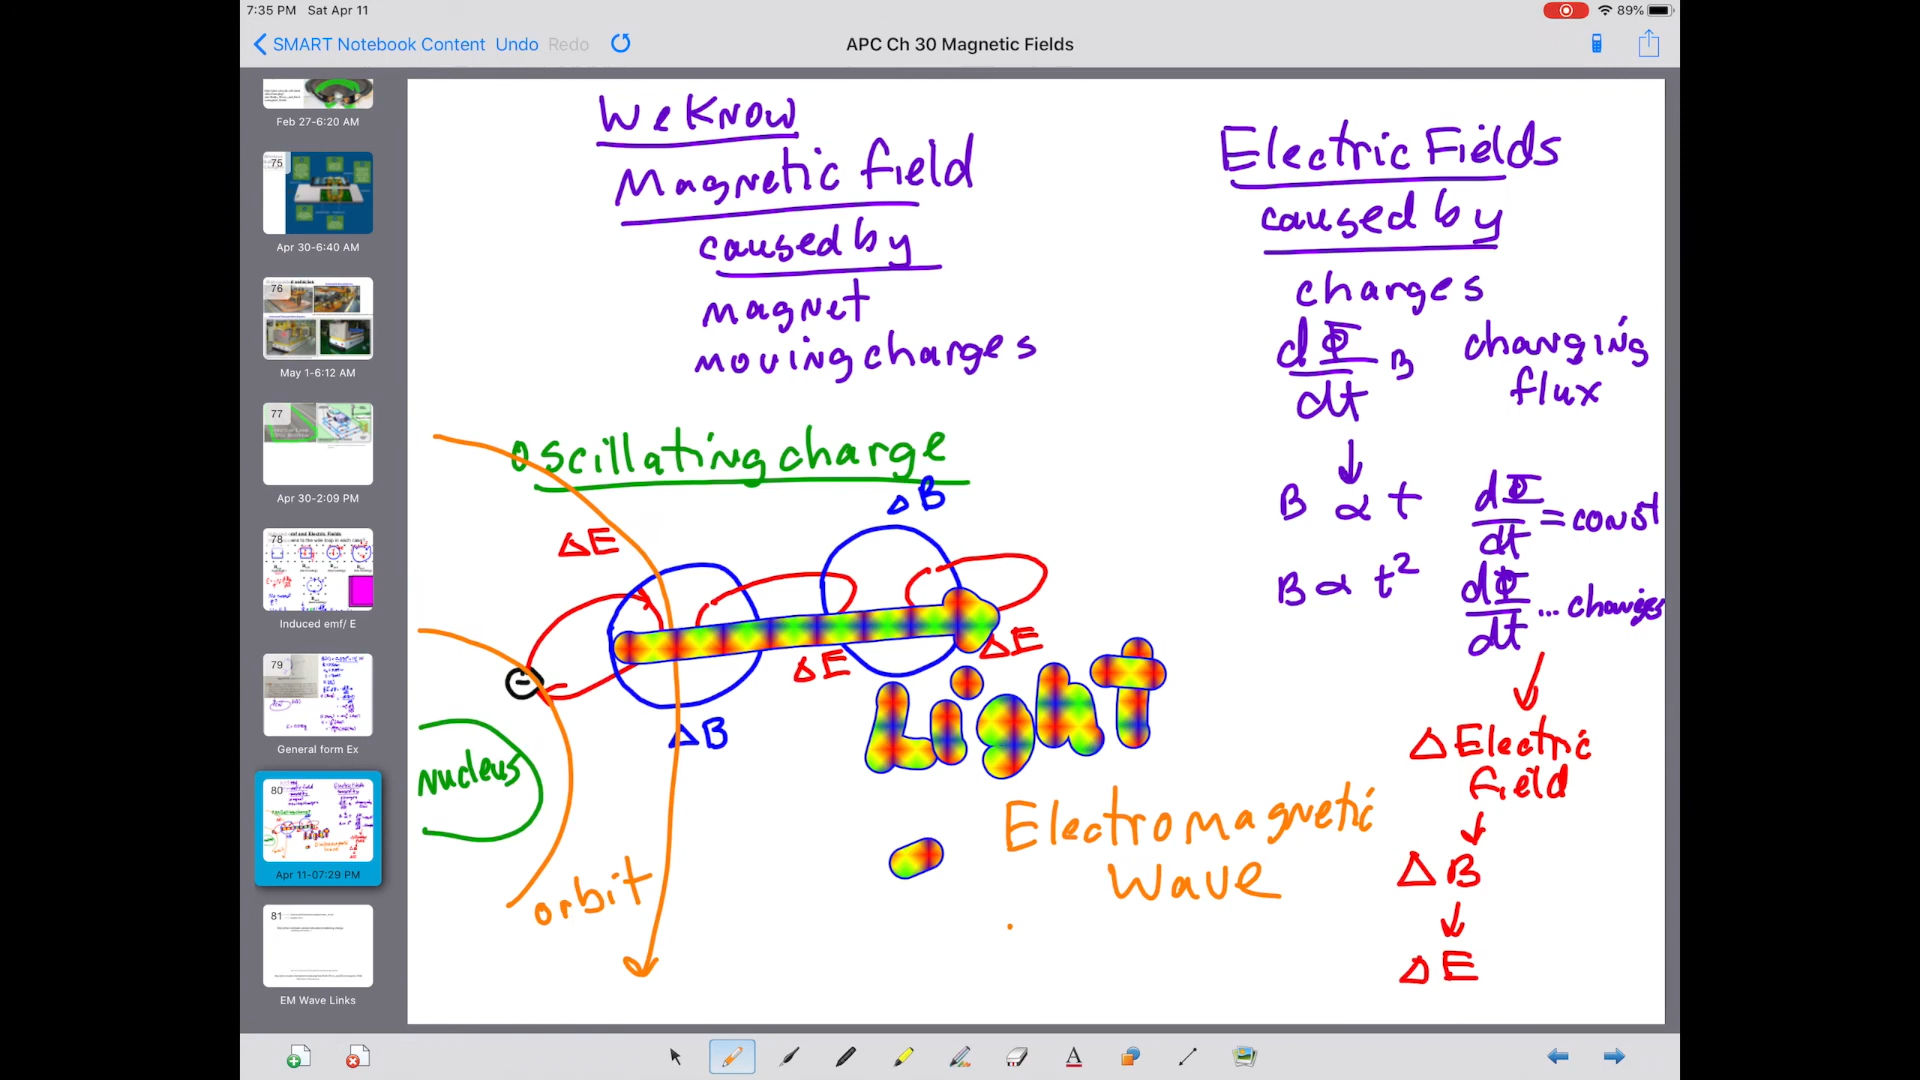 7:35 PM Sat Apr 11
89%
SMART Notebook Content Undo Redo
APC Ch 30 Magnetic Fields
Feb 27-6:20 AM
75
Apr 30-6:40 AM
76
May 1-6:12 AM
77
Apr 30-2:09 PM
78
Induced emf/ E
79
General form Ex
80
Apr 11-07:29 PM
81
EM Wave Links
We Know
Magnetic field
caused by
magnet
moving charges
Electric Fields
caused by
charges
dΦ_B/dt changing flux
↓
B α t dΦ/dt = const
B α t² dΦ/dt ... changes
Δ Electric
field
↓
Δ B
↓
Δ E
oscillating charge
ΔB
ΔE
ΔE
ΔE
ΔB
Light
nucleus
orbit
Electromagnetic
Wave